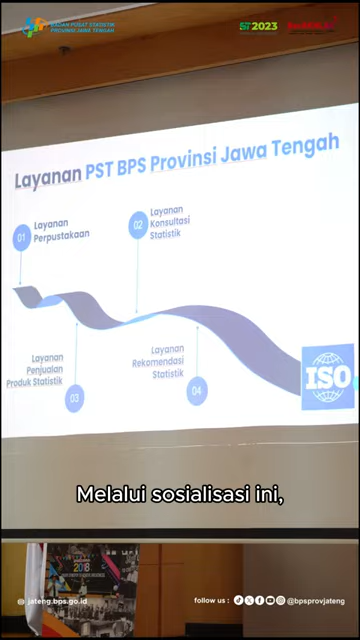 BADAN PUSAT STATISTIK
PROVINSI JAWA TENGAH
ST2023
Layanan PST BPS Provinsi Jawa Tengah
01
Layanan
Perpustakaan
02
Layanan
Konsultasi
Statistik
Layanan
Penjualan
Produk Statistik
03
Layanan
Rekomendasi
Statistik
04
ISO
Melalui sosialisasi ini,
2018
jateng.bps.go.id
follow us :
@bpsprovjateng